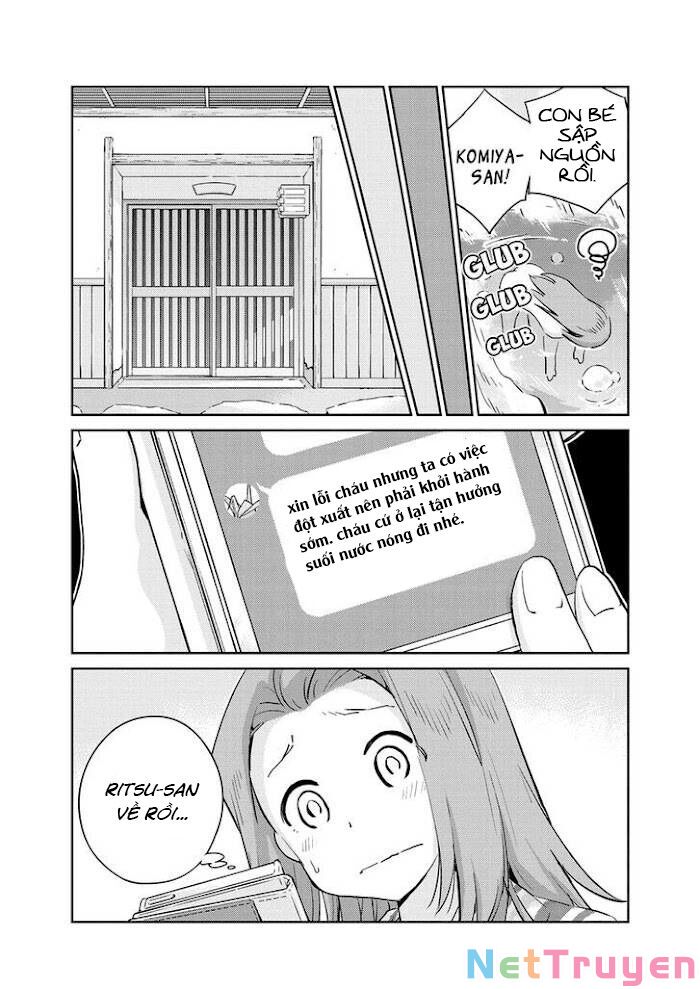 CON BÉ
SẬP
NGUỒN
RỒI.
KOMIYA-
SAN!
GLUB
GLUB
GLUB
xin lỗi cháu nhưng ta có việc
đột xuất nên phải khởi hành
sớm. cháu cứ ở lại tận hưởng
suối nước nóng đi nhé.
RITSU-SAN
VỀ RỒI...
NetTruyen